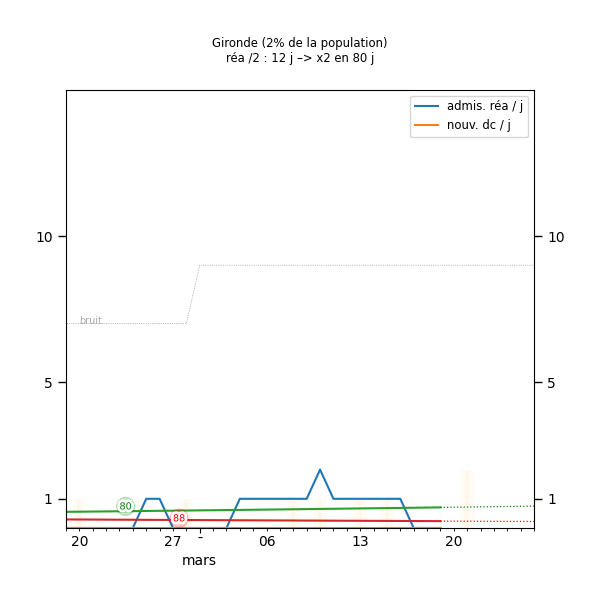 Gironde (2% de la population)
réa /2 : 12 j –> x2 en 80 j
admis. réa / j
nouv. dc / j
10
10
bruit
5
5
1
1
80
88
20
27
-
06
13
20
mars